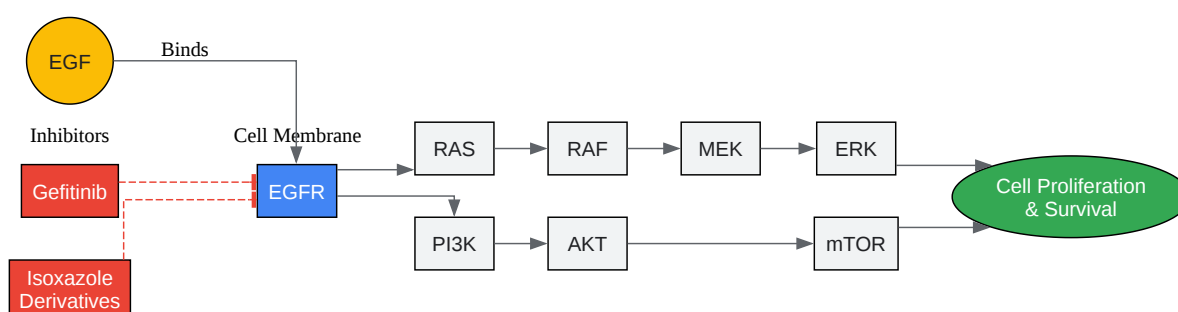 EGF
Binds
Inhibitors
Cell Membrane
Gefitinib
EGFR
RAS
RAF
MEK
ERK
PI3K
AKT
mTOR
Cell Proliferation
& Survival
Isoxazole
Derivatives